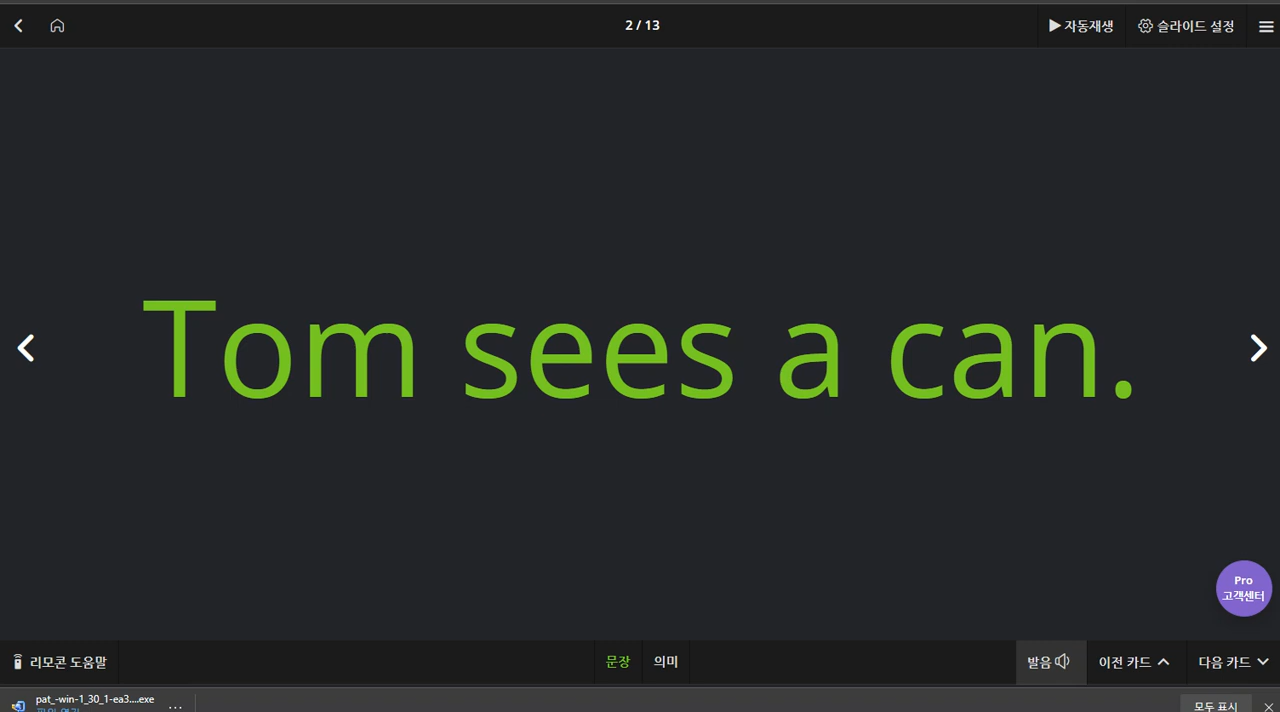 2 / 13
자동재생
슬라이드 설정
Tom sees a can.
Pro
고객센터
리모콘 도움말
문장
의미
발음
이전 카드
다음 카드
pat_-win-1_30_1-ea3....exe
...
모두 표시